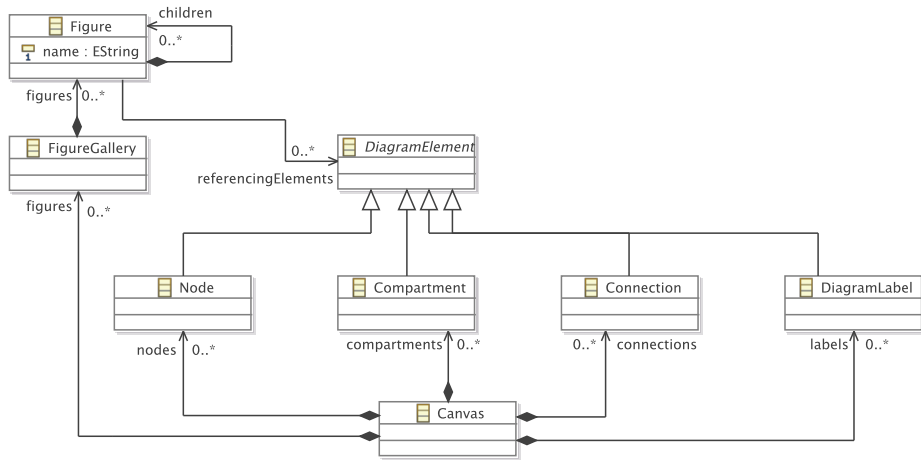 children
Figure
0..*
name : EString
1
figures 0..*
FigureGallery
0..*
DiagramElement
referencingElements
figures 0..*
Node
Compartment
Connection
DiagramLabel
nodes 0..*
compartments 0..*
0..* connections
labels 0..*
Canvas